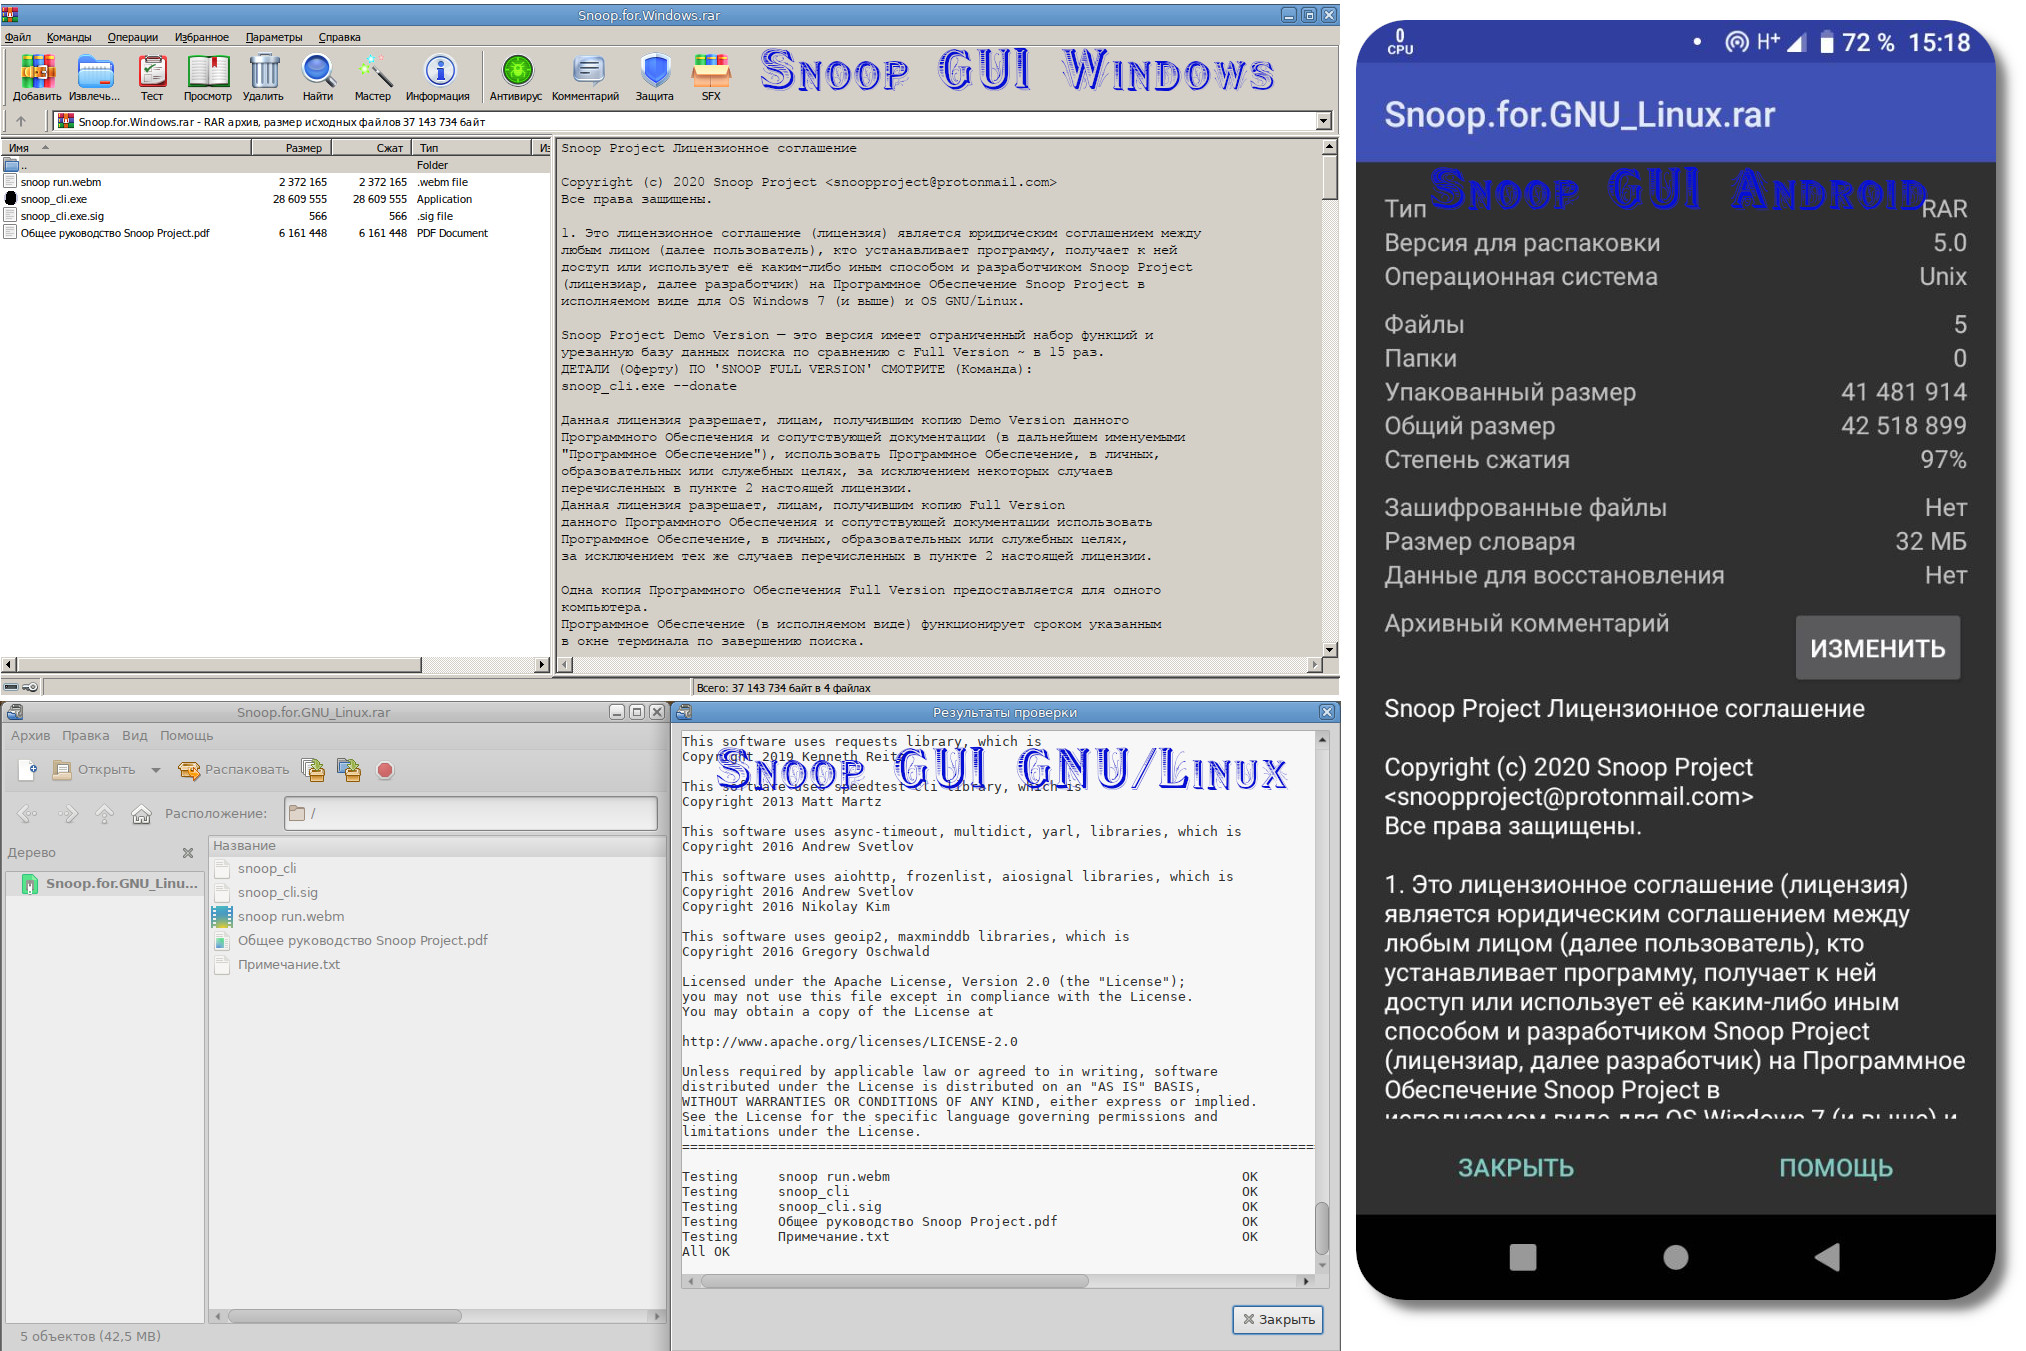 Snoop.for.Windows.rar
Файл Команды Операции Избранное Параметры Справка
Snoop GUI Windows
Добавить Извлечь... Тест Просмотр Удалить Найти Мастер Информация Антивирус Комментарий Защита SFX
Snoop.for.Windows.rar - RAR архив, размер исходных файлов 37 143 734 байт
Имя Размер Сжат Тип Из
.. Folder
snoop run.webm 2 372 165 2 372 165 .webm file
snoop_cli.exe 28 609 555 28 609 555 Application
snoop_cli.exe.sig 566 566 .sig file
Общее руководство Snoop Project.pdf 6 161 448 6 161 448 PDF Document
Snoop Project Лицензионное соглашение
Copyright (c) 2020 Snoop Project <snoopproject@protonmail.com>
Все права защищены.
1. Это лицензионное соглашение (лицензия) является юридическим соглашением между
любым лицом (далее пользователь), кто устанавливает программу, получает к ней
доступ или использует её каким-либо иным способом и разработчиком Snoop Project
(лицензиар, далее разработчик) на Программное Обеспечение Snoop Project в
исполняемом виде для OS Windows 7 (и выше) и OS GNU/Linux.
Snoop Project Demo Version — это версия имеет ограниченный набор функций и
урезанную базу данных поиска по сравнению с Full Version ~ в 15 раз.
ДЕТАЛИ (Оферту) ПО 'SNOOP FULL VERSION' СМОТРИТЕ (Команда):
snoop_cli.exe --donate
Данная лицензия разрешает, лицам, получившим копию Demo Version данного
Программного Обеспечения и сопутствующей документации (в дальнейшем именуемыми
"Программное Обеспечение"), использовать Программное Обеспечение, в личных,
образовательных или служебных целях, за исключением некоторых случаев
перечисленных в пункте 2 настоящей лицензии.
Данная лицензия разрешает, лицам, получившим копию Full Version
данного Программного Обеспечения и сопутствующей документации использовать
Программное Обеспечение, в личных, образовательных или служебных целях,
за исключением тех же случаев перечисленных в пункте 2 настоящей лицензии.
Одна копия Программного Обеспечения Full Version предоставляется для одного
компьютера.
Программное Обеспечение (в исполняемом виде) функционирует сроком указанным
в окне терминала по завершению поиска.
Всего: 37 143 734 байт в 4 файлах
Snoop.for.GNU_Linux.rar
Архив Правка Вид Помощь
Открыть Распаковать
Расположение: /
Дерево
Snoop.for.GNU_Linu...
Название
snoop_cli
snoop_cli.sig
snoop run.webm
Общее руководство Snoop Project.pdf
Примечание.txt
5 объектов (42,5 MB)
Результаты проверки
Snoop GUI GNU/Linux
This software uses requests library, which is
Copyright 2019 Kenneth Reitz
This software uses speedtest cli library, which is
Copyright 2013 Matt Martz
This software uses async-timeout, multidict, yarl, libraries, which is
Copyright 2016 Andrew Svetlov
This software uses aiohttp, frozenlist, aiosignal libraries, which is
Copyright 2016 Andrew Svetlov
Copyright 2016 Nikolay Kim
This software uses geoip2, maxminddb libraries, which is
Copyright 2016 Gregory Oschwald
Licensed under the Apache License, Version 2.0 (the "License");
you may not use this file except in compliance with the License.
You may obtain a copy of the License at
http://www.apache.org/licenses/LICENSE-2.0
Unless required by applicable law or agreed to in writing, software
distributed under the License is distributed on an "AS IS" BASIS,
WITHOUT WARRANTIES OR CONDITIONS OF ANY KIND, either express or implied.
See the License for the specific language governing permissions and
limitations under the License.
Testing snoop run.webm OK
Testing snoop_cli OK
Testing snoop_cli.sig OK
Testing Общее руководство Snoop Project.pdf OK
Testing Примечание.txt OK
All OK
Закрыть
0 CPU H+ 72 % 15:18
Snoop.for.GNU_Linux.rar
Snoop GUI Android
Тип RAR
Версия для распаковки 5.0
Операционная система Unix
Файлы 5
Папки 0
Упакованный размер 41 481 914
Общий размер 42 518 899
Степень сжатия 97%
Зашифрованные файлы Нет
Размер словаря 32 МБ
Данные для восстановления Нет
Архивный комментарий
ИЗМЕНИТЬ
Snoop Project Лицензионное соглашение
Copyright (c) 2020 Snoop Project
<snoopproject@protonmail.com>
Все права защищены.
1. Это лицензионное соглашение (лицензия)
является юридическим соглашением между
любым лицом (далее пользователь), кто
устанавливает программу, получает к ней
доступ или использует её каким-либо иным
способом и разработчиком Snoop Project
(лицензиар, далее разработчик) на Программное
Обеспечение Snoop Project в
исполняемом виде для OS Windows 7 (и выше) и
ЗАКРЫТЬ ПОМОЩЬ